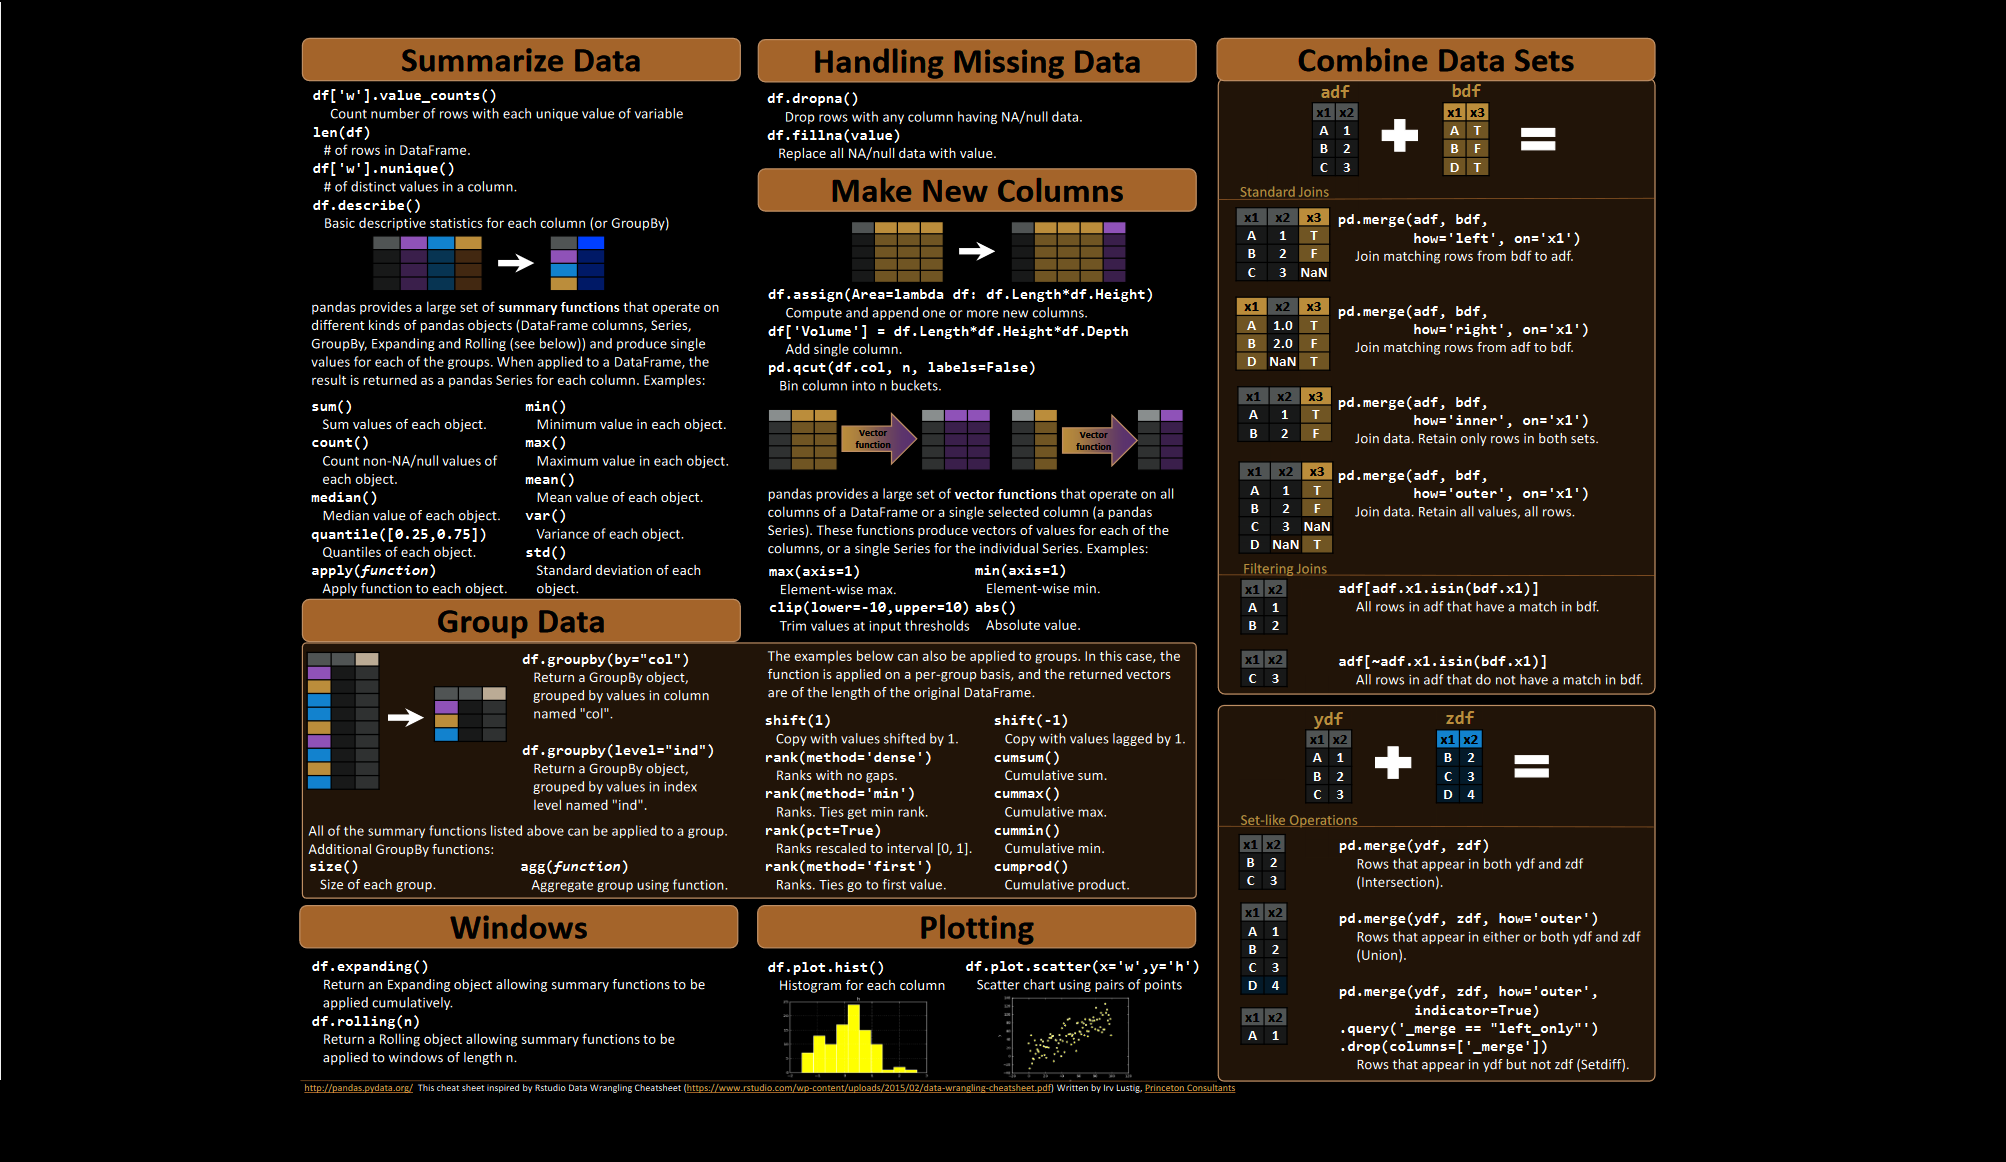 Summarize Data
df['w'].value_counts()
Count number of rows with each unique value of variable
len(df)
# of rows in DataFrame.
df['w'].nunique()
# of distinct values in a column.
df.describe()
Basic descriptive statistics for each column (or GroupBy)
pandas provides a large set of summary functions that operate on
different kinds of pandas objects (DataFrame columns, Series,
GroupBy, Expanding and Rolling (see below)) and produce single
values for each of the groups. When applied to a DataFrame, the
result is returned as a pandas Series for each column. Examples:
sum()
Sum values of each object.
count()
Count non-NA/null values of
each object.
median()
Median value of each object.
quantile([0.25,0.75])
Quantiles of each object.
apply(function)
Apply function to each object.
min()
Minimum value in each object.
max()
Maximum value in each object.
mean()
Mean value of each object.
var()
Variance of each object.
std()
Standard deviation of each
object.
Group Data
df.groupby(by="col")
Return a GroupBy object,
grouped by values in column
named "col".
df.groupby(level="ind")
Return a GroupBy object,
grouped by values in index
level named "ind".
All of the summary functions listed above can be applied to a group.
Additional GroupBy functions:
size()
Size of each group.
agg(function)
Aggregate group using function.
Windows
df.expanding()
Return an Expanding object allowing summary functions to be
applied cumulatively.
df.rolling(n)
Return a Rolling object allowing summary functions to be
applied to windows of length n.
Handling Missing Data
df.dropna()
Drop rows with any column having NA/null data.
df.fillna(value)
Replace all NA/null data with value.
Make New Columns
df.assign(Area=lambda df: df.Length*df.Height)
Compute and append one or more new columns.
df['Volume'] = df.Length*df.Height*df.Depth
Add single column.
pd.qcut(df.col, n, labels=False)
Bin column into n buckets.
Vector
function
Vector
function
pandas provides a large set of vector functions that operate on all
columns of a DataFrame or a single selected column (a pandas
Series). These functions produce vectors of values for each of the
columns, or a single Series for the individual Series. Examples:
max(axis=1)
Element-wise max.
clip(lower=-10,upper=10)
Trim values at input thresholds
min(axis=1)
Element-wise min.
abs()
Absolute value.
The examples below can also be applied to groups. In this case, the
function is applied on a per-group basis, and the returned vectors
are of the length of the original DataFrame.
shift(1)
Copy with values shifted by 1.
rank(method='dense')
Ranks with no gaps.
rank(method='min')
Ranks. Ties get min rank.
rank(pct=True)
Ranks rescaled to interval [0, 1].
rank(method='first')
Ranks. Ties go to first value.
shift(-1)
Copy with values lagged by 1.
cumsum()
Cumulative sum.
cummax()
Cumulative max.
cummin()
Cumulative min.
cumprod()
Cumulative product.
Plotting
df.plot.hist()
Histogram for each column
df.plot.scatter(x='w',y='h')
Scatter chart using pairs of points
Combine Data Sets
adf
x1 x2
A 1
B 2
C 3
bdf
x1 x3
A T
B F
D T
Standard Joins
x1 x2 x3
A 1 T
B 2 F
C 3 NaN
pd.merge(adf, bdf,
how='left', on='x1')
Join matching rows from bdf to adf.
x1 x2 x3
A 1.0 T
B 2.0 F
D NaN T
pd.merge(adf, bdf,
how='right', on='x1')
Join matching rows from adf to bdf.
x1 x2 x3
A 1 T
B 2 F
pd.merge(adf, bdf,
how='inner', on='x1')
Join data. Retain only rows in both sets.
x1 x2 x3
A 1 T
B 2 F
C 3 NaN
D NaN T
pd.merge(adf, bdf,
how='outer', on='x1')
Join data. Retain all values, all rows.
Filtering Joins
x1 x2
A 1
B 2
adf[adf.x1.isin(bdf.x1)]
All rows in adf that have a match in bdf.
x1 x2
C 3
adf[~adf.x1.isin(bdf.x1)]
All rows in adf that do not have a match in bdf.
ydf
x1 x2
A 1
B 2
C 3
zdf
x1 x2
B 2
C 3
D 4
Set-like Operations
x1 x2
B 2
C 3
pd.merge(ydf, zdf)
Rows that appear in both ydf and zdf
(Intersection).
x1 x2
A 1
B 2
C 3
D 4
pd.merge(ydf, zdf, how='outer')
Rows that appear in either or both ydf and zdf
(Union).
x1 x2
A 1
pd.merge(ydf, zdf, how='outer',
indicator=True)
.query('_merge == "left_only"')
.drop(columns=['_merge'])
Rows that appear in ydf but not zdf (Setdiff).
http://pandas.pydata.org/ This cheat sheet inspired by Rstudio Data Wrangling Cheatsheet (https://www.rstudio.com/wp-content/uploads/2015/02/data-wrangling-cheatsheet.pdf) Written by Irv Lustig, Princeton Consultants